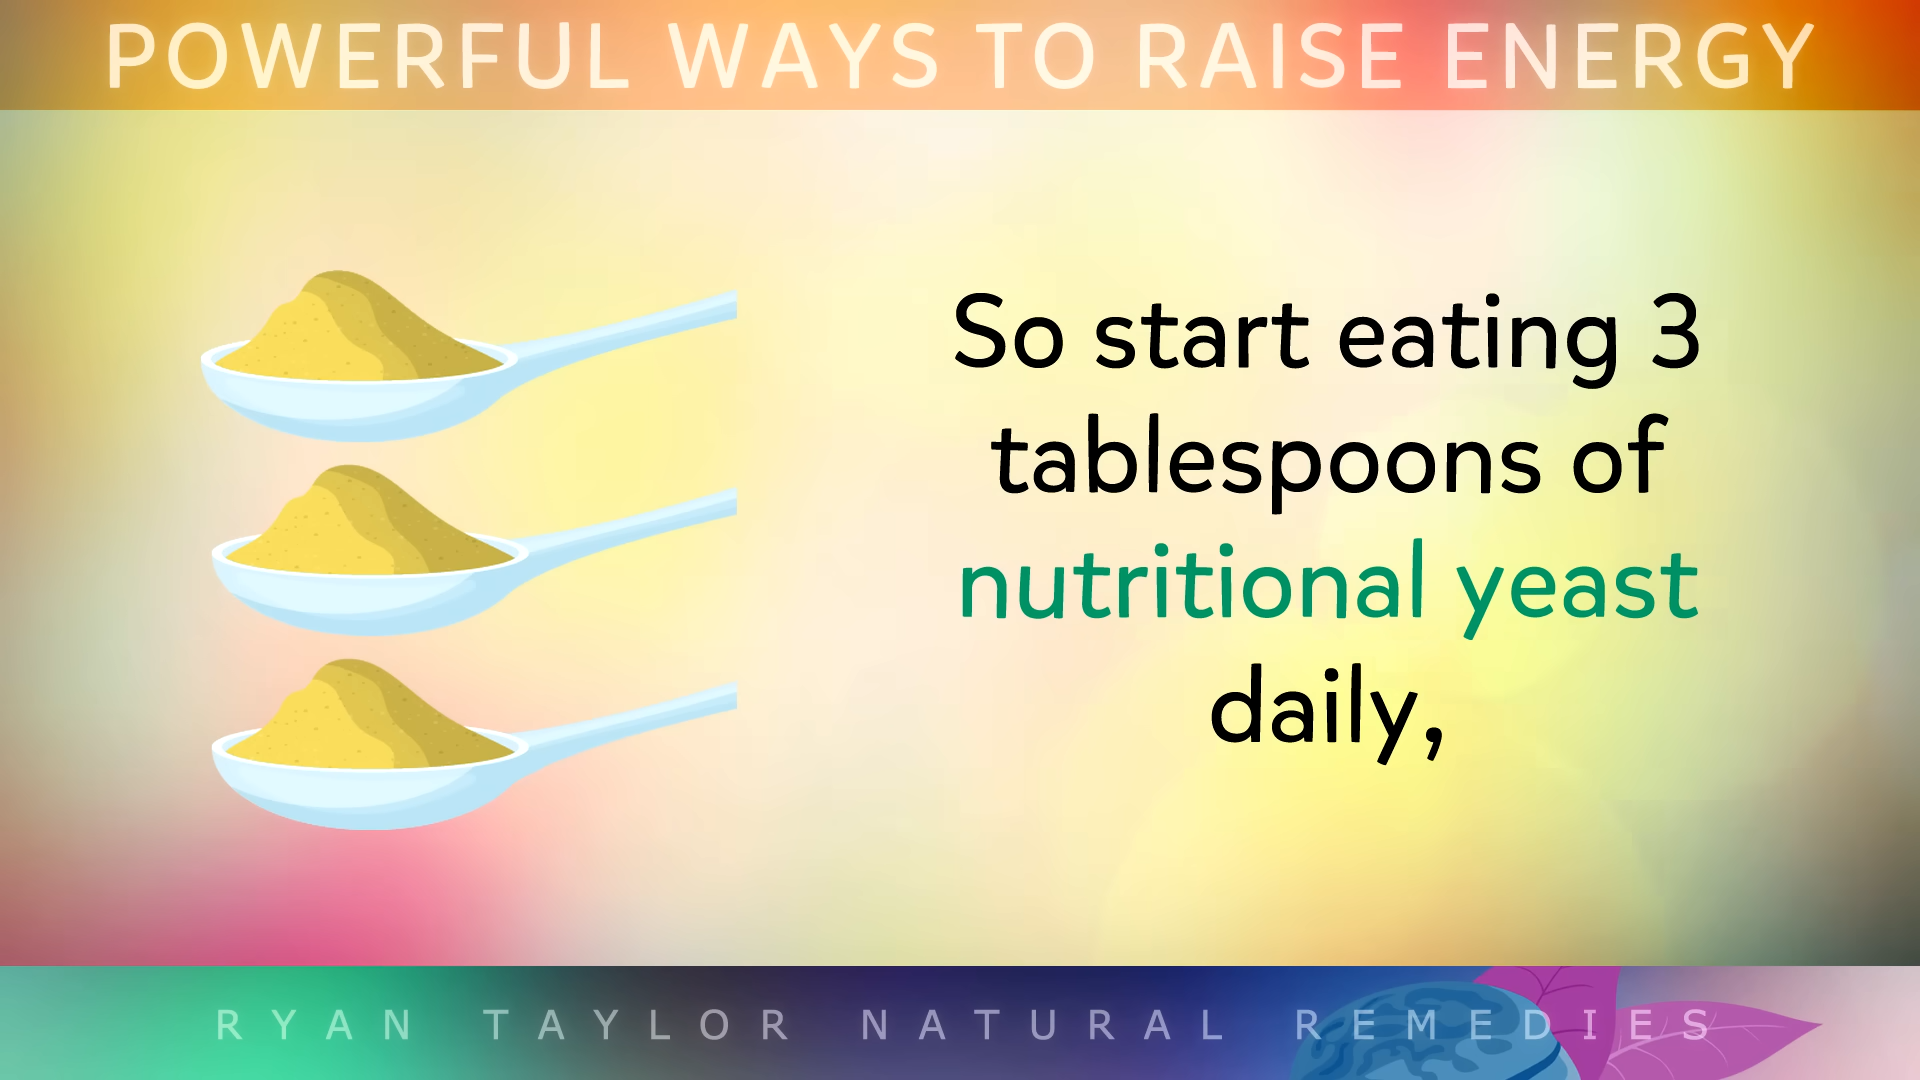 POWERFUL WAYS TO RAISE ENERGY
So start eating 3
tablespoons of
nutritional yeast
daily,
RYAN TAYLOR NATURAL REMEDIES